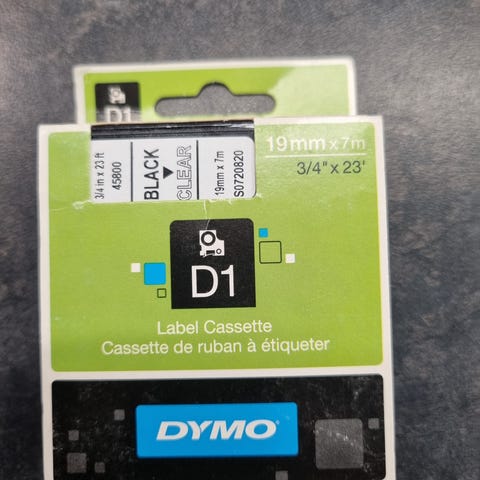 D1
3/4 in x 23 ft
45800
BLACK
CLEAR
19mm x 7m
S0720820
19mm x 7m
3/4" x 23'
D1
Label Cassette
Cassette de ruban à étiqueter
DYMO